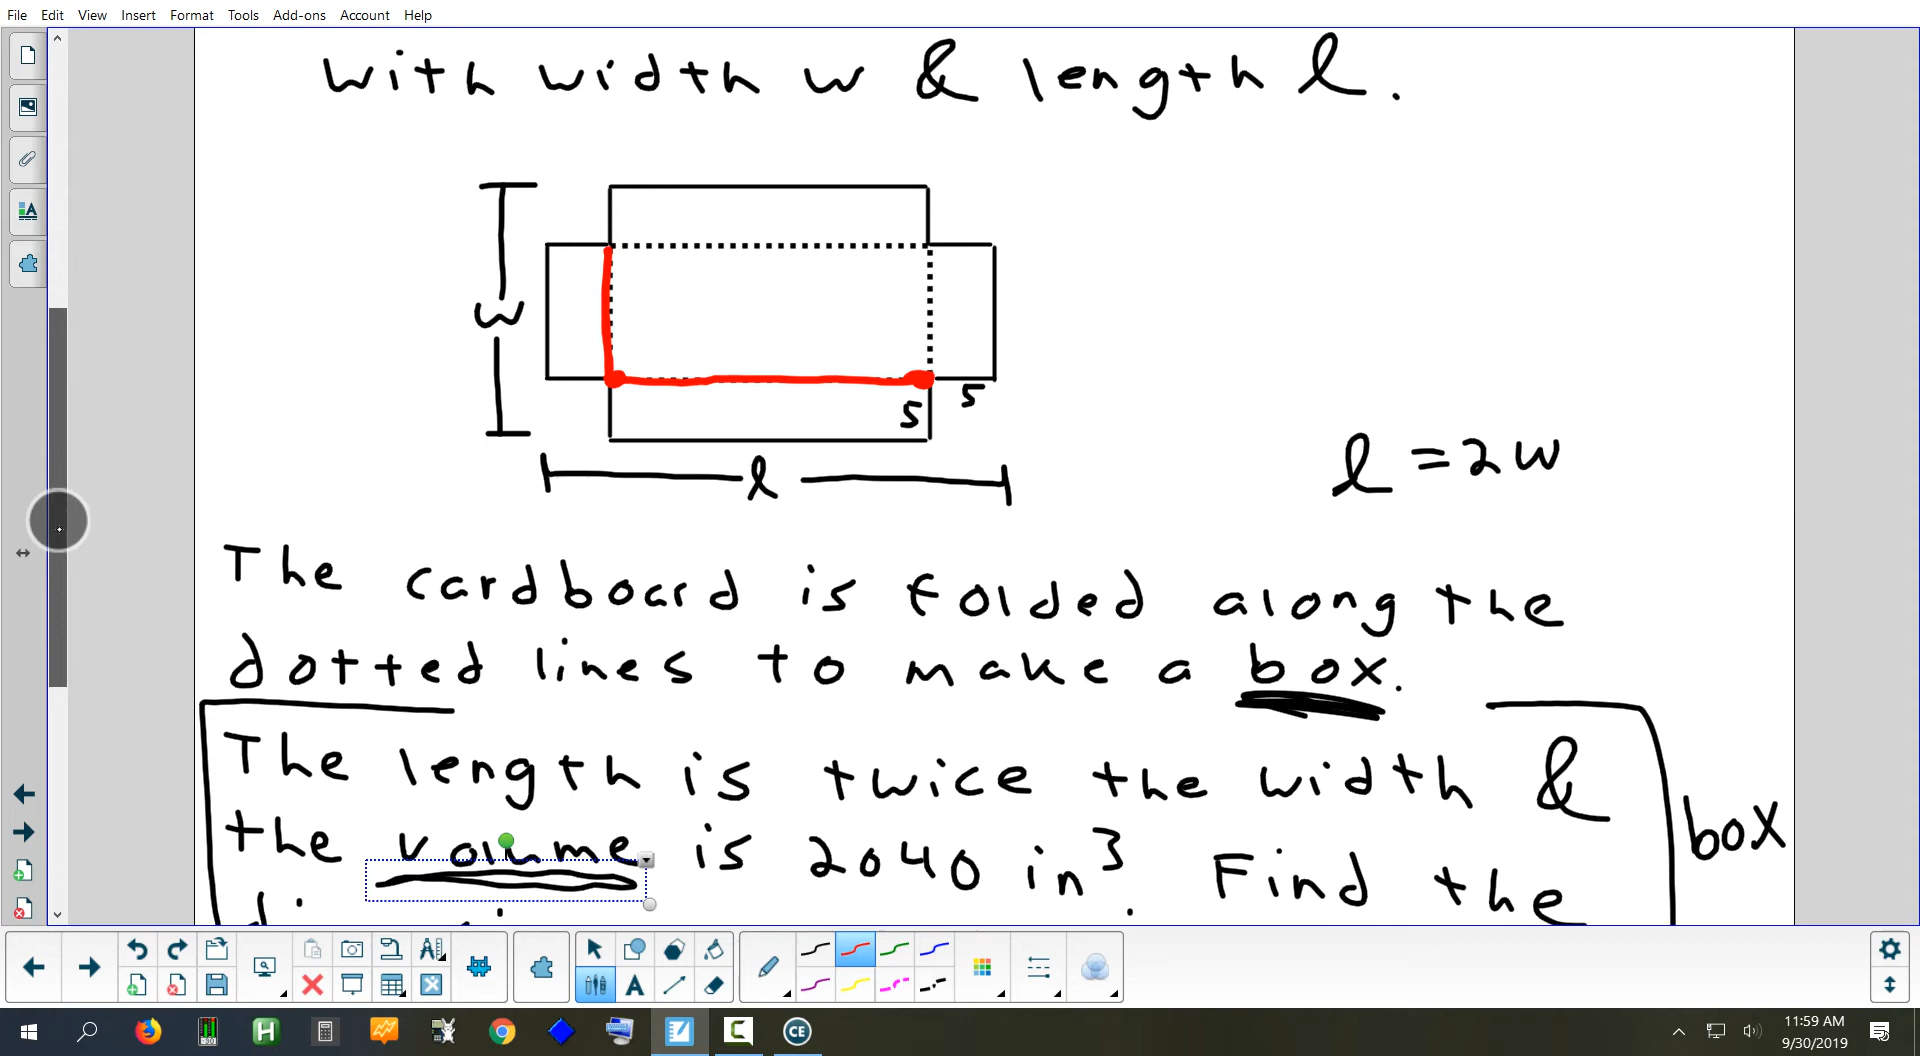 File Edit View Insert Format Tools Add-ons Account Help
with width w & length l.
w
5
5
l
l = 2w
The cardboard is folded along the
dotted lines to make a box.
The length is twice the width &
the volume is 2040 in³. Find the
box
A
CE
11:59 AM
9/30/2019